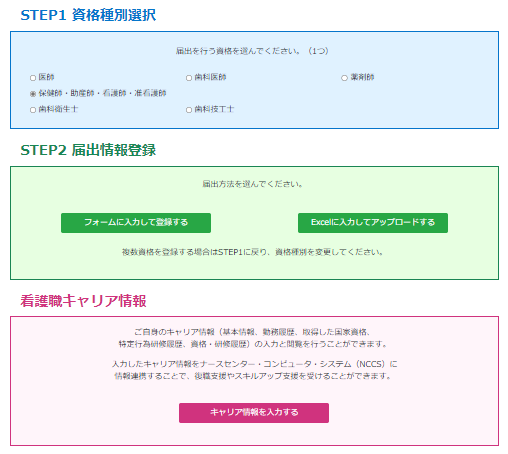 STEP1 資格種別選択
届出を行う資格を選んでください。（1つ）
医師 歯科医師 薬剤師
保健師・助産師・看護師・准看護師
歯科衛生士 歯科技工士
STEP2 届出情報登録
届出方法を選んでください。
フォームに入力して登録する Excelに入力してアップロードする
複数資格を登録する場合はSTEP1に戻り、資格種別を変更してください。
看護職キャリア情報
ご自身のキャリア情報（基本情報、勤務履歴、取得した国家資格、
特定行為研修履歴、資格・研修履歴）の入力と閲覧を行うことができます。
入力したキャリア情報をナースセンター・コンピュータ・システム（NCCS）に
情報連携することで、復職支援やスキルアップ支援を受けることができます。
キャリア情報を入力する